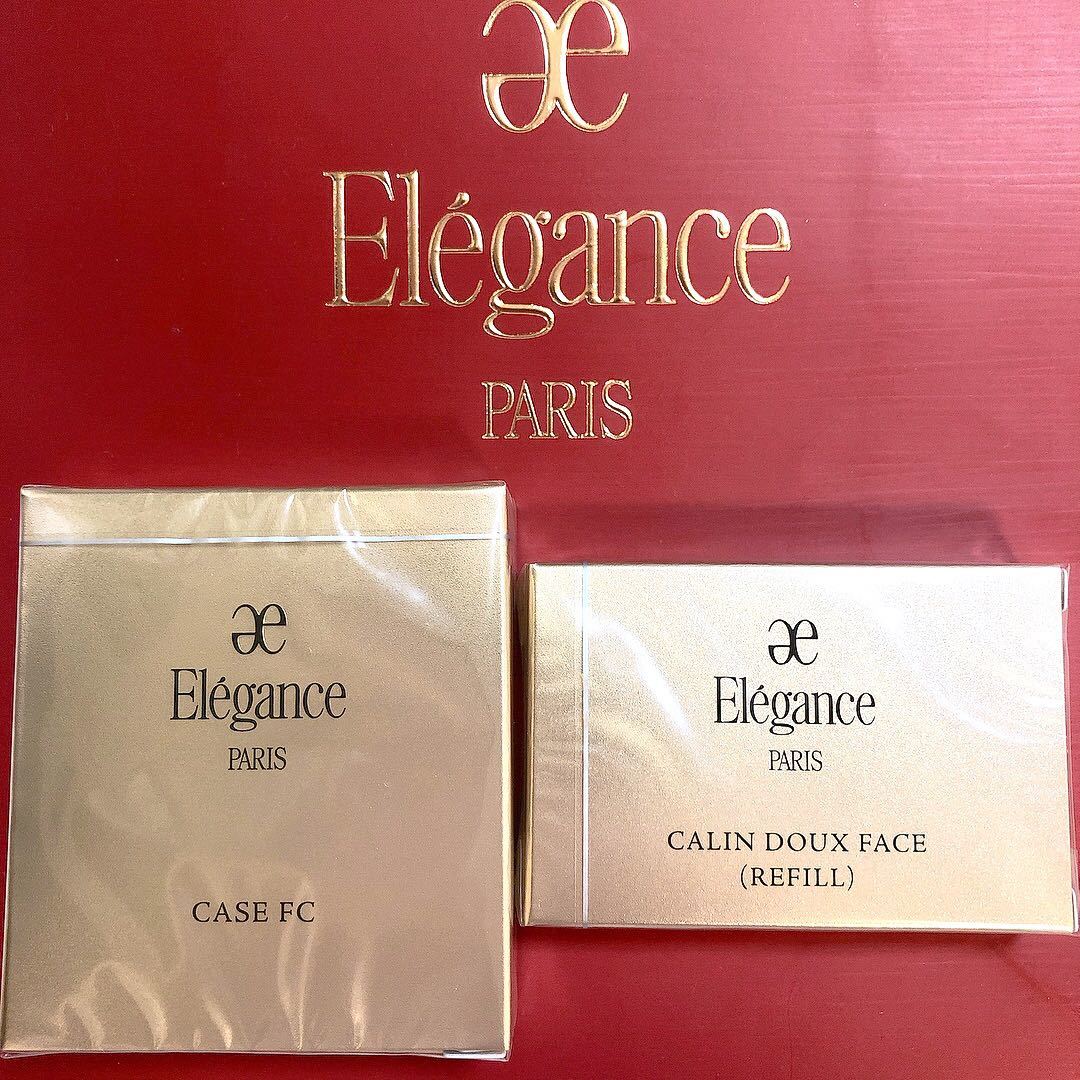 æ
Elégance
PARIS
æ
Elégance
PARIS
CASE FC
æ
Elégance
PARIS
CALIN DOUX FACE
(REFILL)